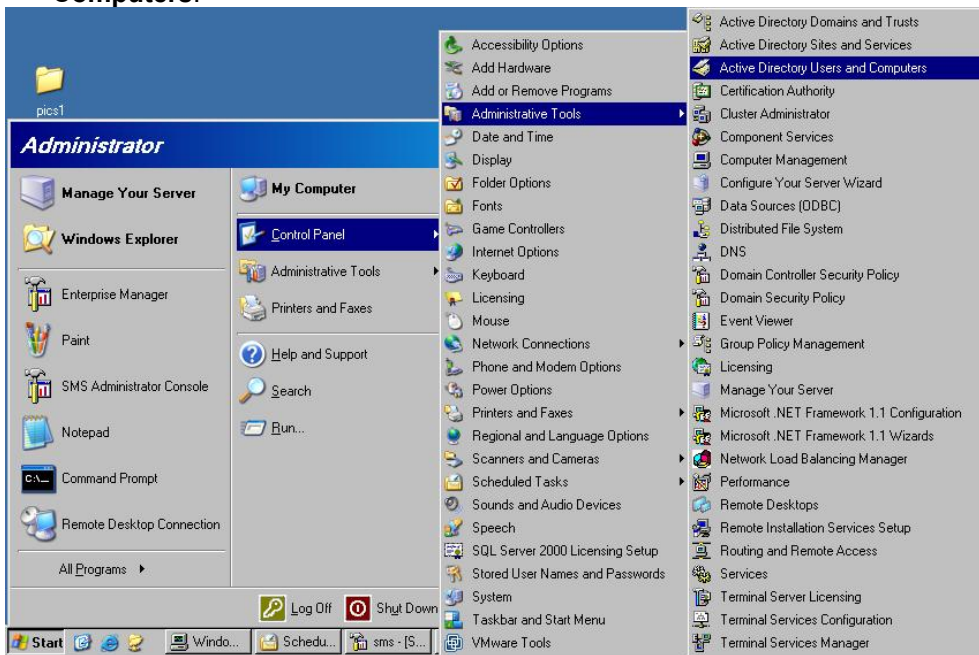 Computers.
pics1
Administrator
Manage Your Server
Windows Explorer
Enterprise Manager
Paint
SMS Administrator Console
Notepad
Command Prompt
Remote Desktop Connection
All Programs
My Computer
Control Panel
Administrative Tools
Printers and Faxes
Help and Support
Search
Run...
Log Off
Shut Down
Start
Windo...
Schedu...
sms - [S...
Accessibility Options
Add Hardware
Add or Remove Programs
Administrative Tools
Date and Time
Display
Folder Options
Fonts
Game Controllers
Internet Options
Keyboard
Licensing
Mouse
Network Connections
Phone and Modem Options
Power Options
Printers and Faxes
Regional and Language Options
Scanners and Cameras
Scheduled Tasks
Sounds and Audio Devices
Speech
SQL Server 2000 Licensing Setup
Stored User Names and Passwords
System
Taskbar and Start Menu
VMware Tools
Active Directory Domains and Trusts
Active Directory Sites and Services
Active Directory Users and Computers
Certification Authority
Cluster Administrator
Component Services
Computer Management
Configure Your Server Wizard
Data Sources (ODBC)
Distributed File System
DNS
Domain Controller Security Policy
Domain Security Policy
Event Viewer
Group Policy Management
Licensing
Manage Your Server
Microsoft .NET Framework 1.1 Configuration
Microsoft .NET Framework 1.1 Wizards
Network Load Balancing Manager
Performance
Remote Desktops
Remote Installation Services Setup
Routing and Remote Access
Services
Terminal Server Licensing
Terminal Services Configuration
Terminal Services Manager